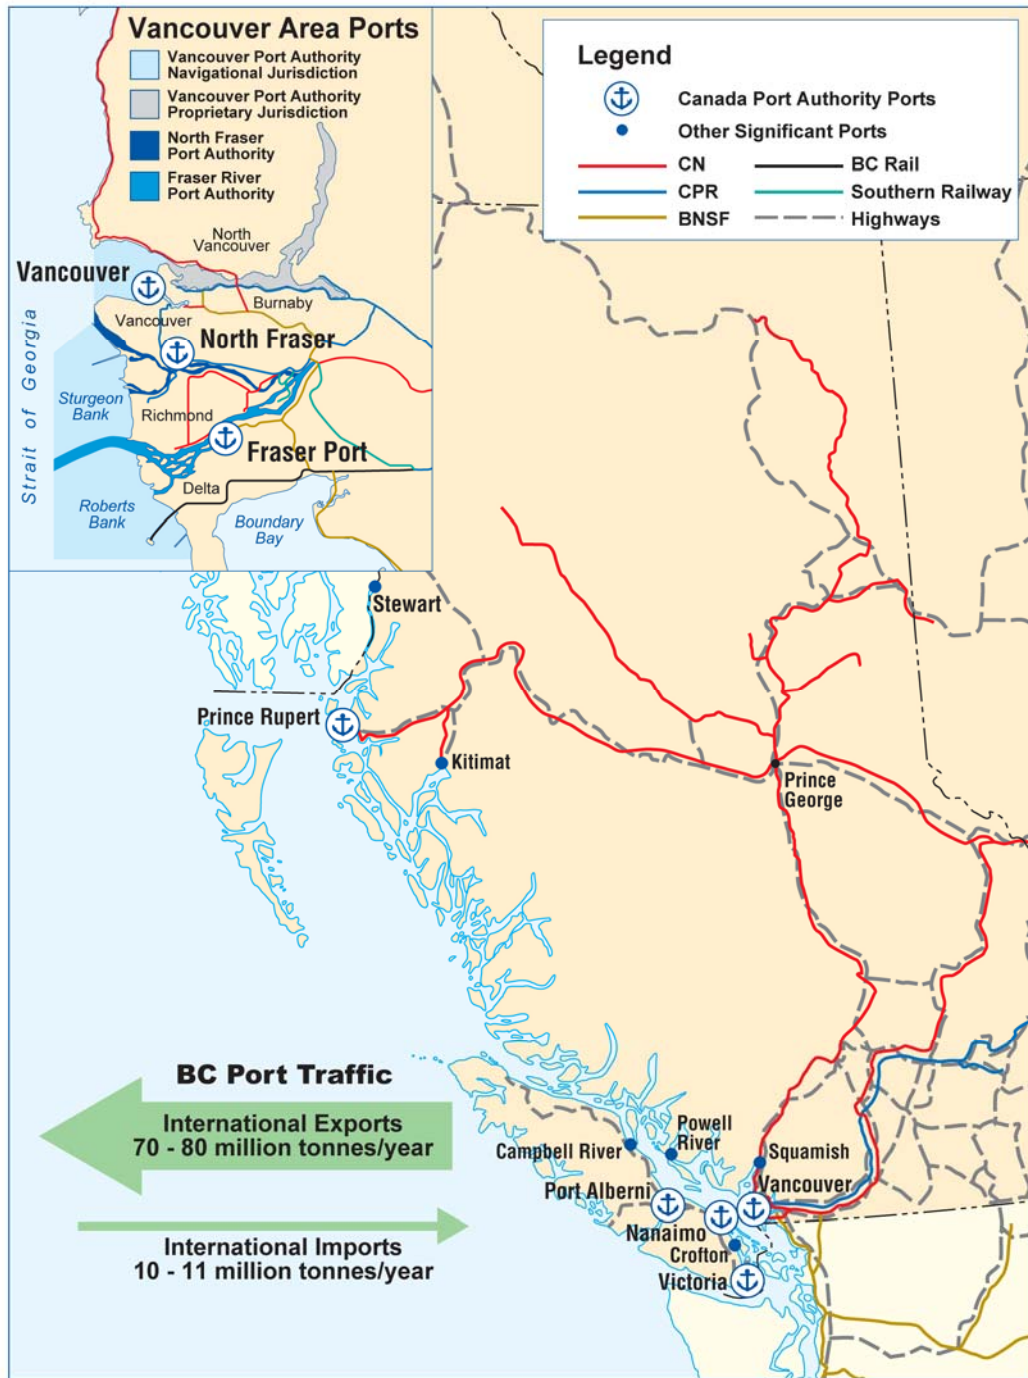 Vancouver Area Ports
Vancouver Port Authority
Navigational Jurisdiction
Vancouver Port Authority
Proprietary Jurisdiction
North Fraser
Port Authority
Fraser River
Port Authority
North
Vancouver
Vancouver
Burnaby
Vancouver
North Fraser
Strait of Georgia
Sturgeon
Bank
Richmond
Fraser Port
Delta
Roberts
Bank
Boundary
Bay
Legend
Canada Port Authority Ports
Other Significant Ports
CN
BC Rail
CPR
Southern Railway
BNSF
Highways
Stewart
Prince Rupert
Kitimat
Prince
George
BC Port Traffic
International Exports
70 - 80 million tonnes/year
International Imports
10 - 11 million tonnes/year
Powell
River
Campbell River
Squamish
Port Alberni
Vancouver
Nanaimo
Crofton
Victoria